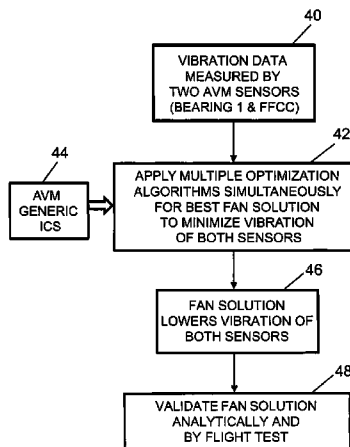 40
VIBRATION DATA
MEASURED BY
TWO AVM SENSORS
(BEARING 1 & FFCC)
42
44
AVM
GENERIC
ICS
APPLY MULTIPLE OPTIMIZATION
ALGORITHMS SIMULTANEOUSLY
FOR BEST FAN SOLUTION
TO MINIMIZE VIBRATION
OF BOTH SENSORS
46
FAN SOLUTION
LOWERS VIBRATION OF
BOTH SENSORS
48
VALIDATE FAN SOLUTION
ANALYTICALLY AND
BY FLIGHT TEST